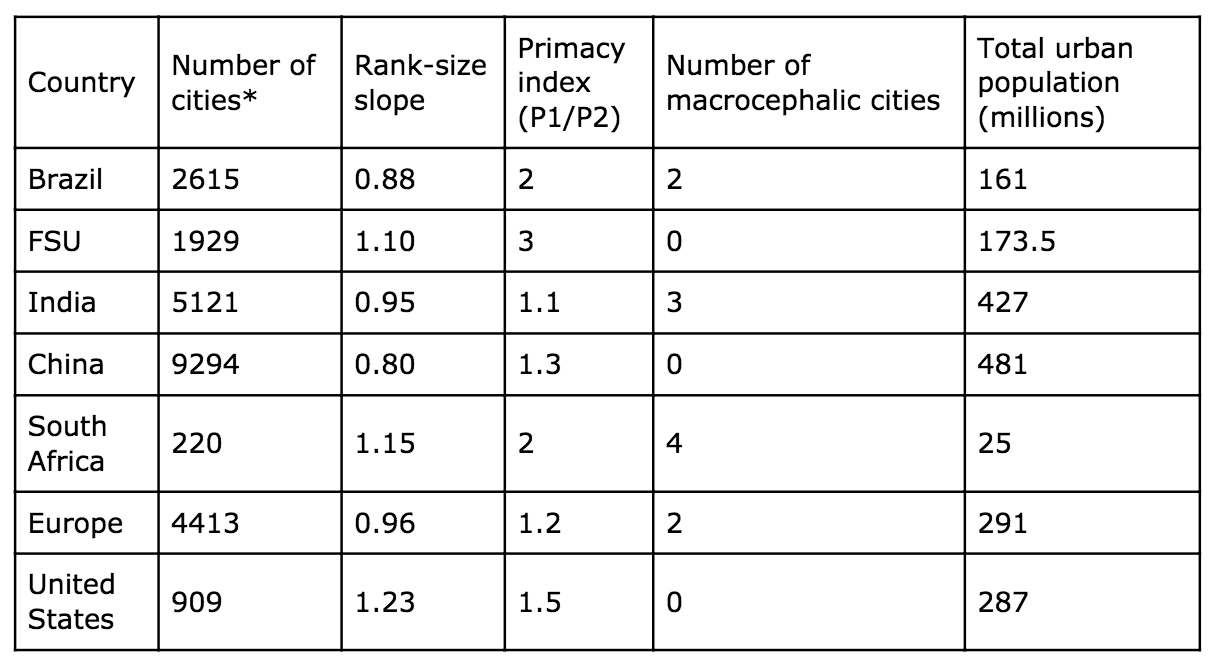 Country
Number of
cities*
Rank-size
slope
Primacy
index
(P1/P2)
Number of
macrocephalic cities
Total urban
population
(millions)
Brazil 2615 0.88 2 2 161
FSU 1929 1.10 3 0 173.5
India 5121 0.95 1.1 3 427
China 9294 0.80 1.3 0 481
South
Africa
220 1.15 2 4 25
Europe 4413 0.96 1.2 2 291
United
States
909 1.23 1.5 0 287